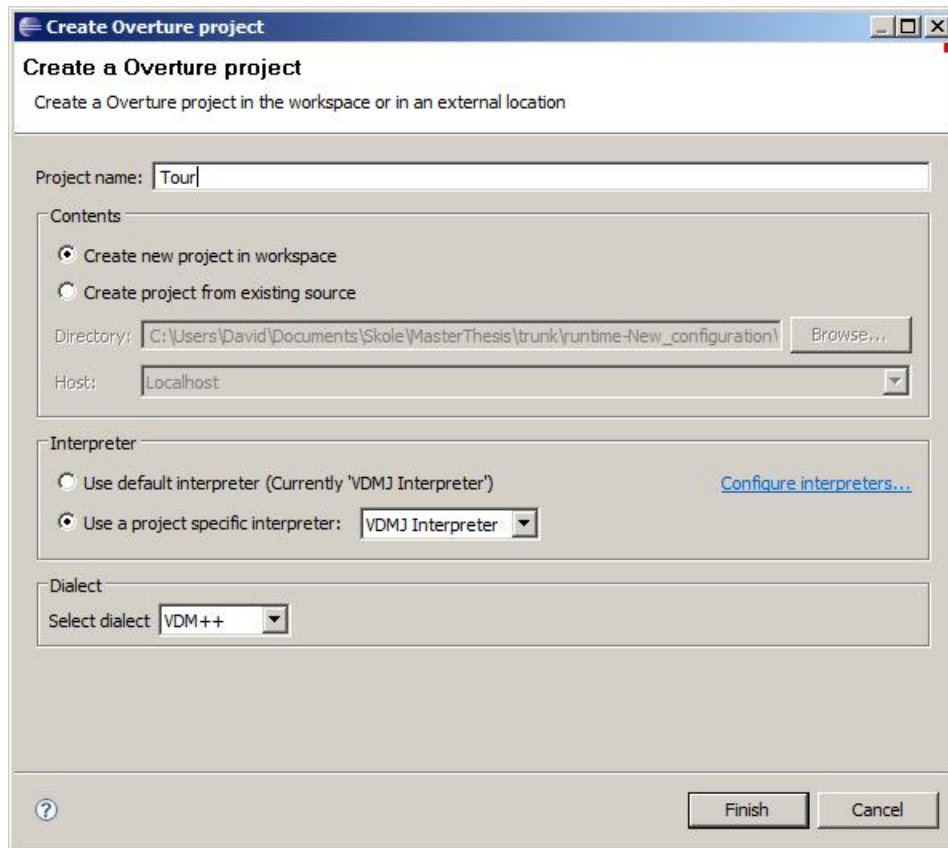 Create Overture project
Create a Overture project
Create a Overture project in the workspace or in an external location
Project name: Tour
Contents
Create new project in workspace
Create project from existing source
Directory: C:\Users\David\Documents\Skole\MasterThesis\trunk\runtime-New_configuration\ Browse...
Host: Localhost
Interpreter
Use default interpreter (Currently 'VDMJ Interpreter') Configure interpreters...
Use a project specific interpreter: VDMJ Interpreter
Dialect
Select dialect VDM++
Finish Cancel